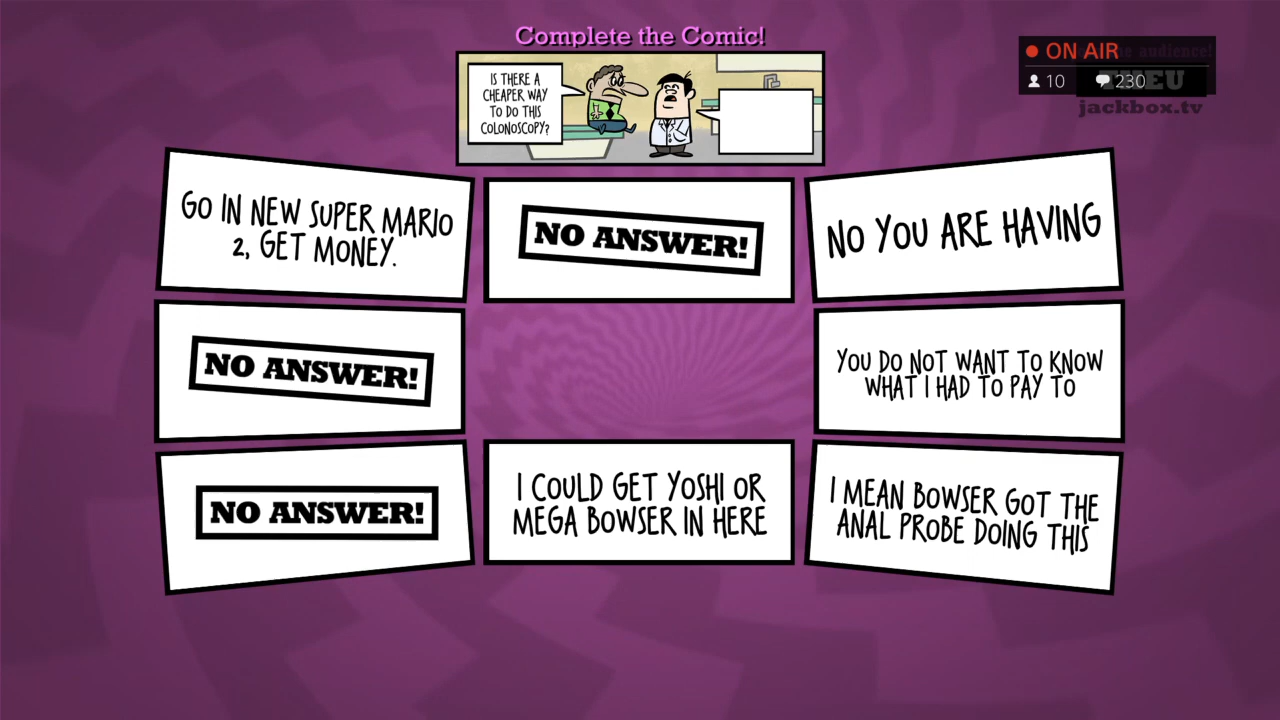 Complete the Comic!
IS THERE A
CHEAPER WAY
TO DO THIS
COLONOSCOPY?
ON AIR
audience!
10
230
jackbox.tv
GO IN NEW SUPER MARIO
2, GET MONEY.
NO ANSWER!
NO YOU ARE HAVING
NO ANSWER!
YOU DO NOT WANT TO KNOW
WHAT I HAD TO PAY TO
NO ANSWER!
I COULD GET YOSHI OR
MEGA BOWSER IN HERE
I MEAN BOWSER GOT THE
ANAL PROBE DOING THIS